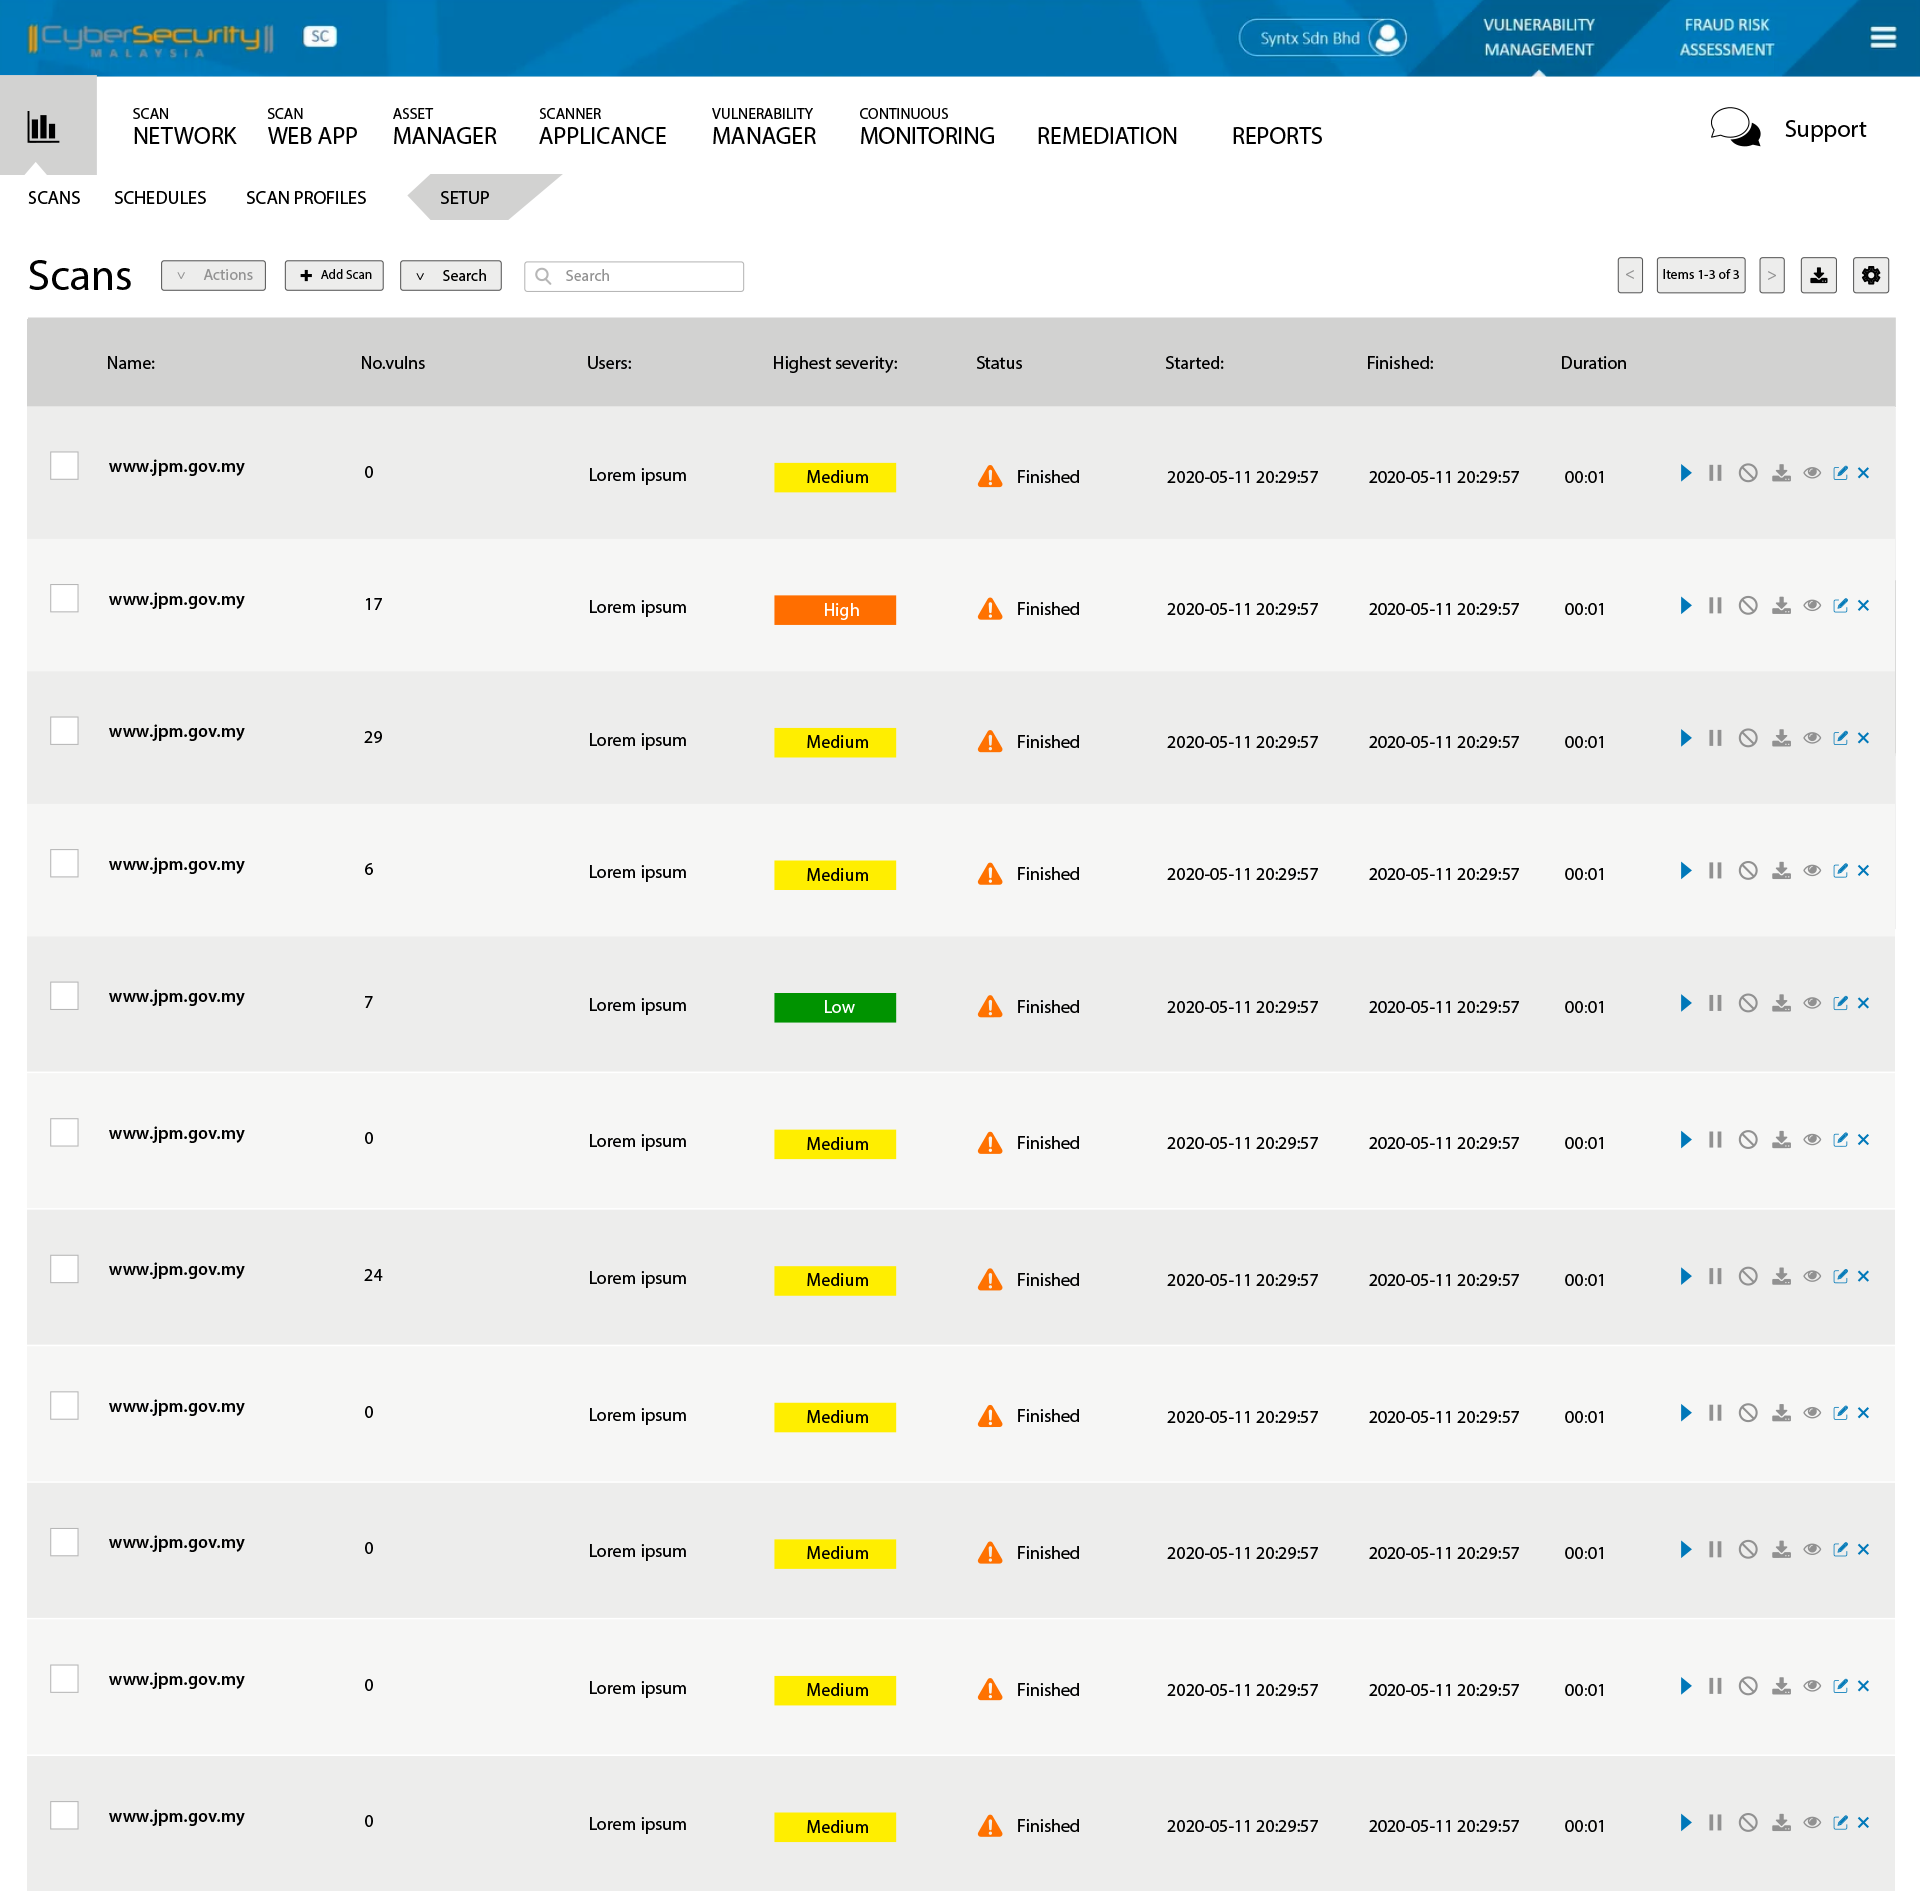 CyberSecurity
MALAYSIA
SC
Syntx Sdn Bhd
VULNERABILITY
MANAGEMENT
FRAUD RISK
ASSESSMENT
SCAN
NETWORK
SCAN
WEB APP
ASSET
MANAGER
SCANNER
APPLICANCE
VULNERABILITY
MANAGER
CONTINUOUS
MONITORING
REMEDIATION
REPORTS
Support
SCANS SCHEDULES SCAN PROFILES SETUP
Scans v Actions + Add Scan v Search Search < Items 1-3 of 3 >
Name: No.vulns Users: Highest severity: Status Started: Finished: Duration
www.jpm.gov.my 0 Lorem ipsum Medium Finished 2020-05-11 20:29:57 2020-05-11 20:29:57 00:01
www.jpm.gov.my 17 Lorem ipsum High Finished 2020-05-11 20:29:57 2020-05-11 20:29:57 00:01
www.jpm.gov.my 29 Lorem ipsum Medium Finished 2020-05-11 20:29:57 2020-05-11 20:29:57 00:01
www.jpm.gov.my 6 Lorem ipsum Medium Finished 2020-05-11 20:29:57 2020-05-11 20:29:57 00:01
www.jpm.gov.my 7 Lorem ipsum Low Finished 2020-05-11 20:29:57 2020-05-11 20:29:57 00:01
www.jpm.gov.my 0 Lorem ipsum Medium Finished 2020-05-11 20:29:57 2020-05-11 20:29:57 00:01
www.jpm.gov.my 24 Lorem ipsum Medium Finished 2020-05-11 20:29:57 2020-05-11 20:29:57 00:01
www.jpm.gov.my 0 Lorem ipsum Medium Finished 2020-05-11 20:29:57 2020-05-11 20:29:57 00:01
www.jpm.gov.my 0 Lorem ipsum Medium Finished 2020-05-11 20:29:57 2020-05-11 20:29:57 00:01
www.jpm.gov.my 0 Lorem ipsum Medium Finished 2020-05-11 20:29:57 2020-05-11 20:29:57 00:01
www.jpm.gov.my 0 Lorem ipsum Medium Finished 2020-05-11 20:29:57 2020-05-11 20:29:57 00:01